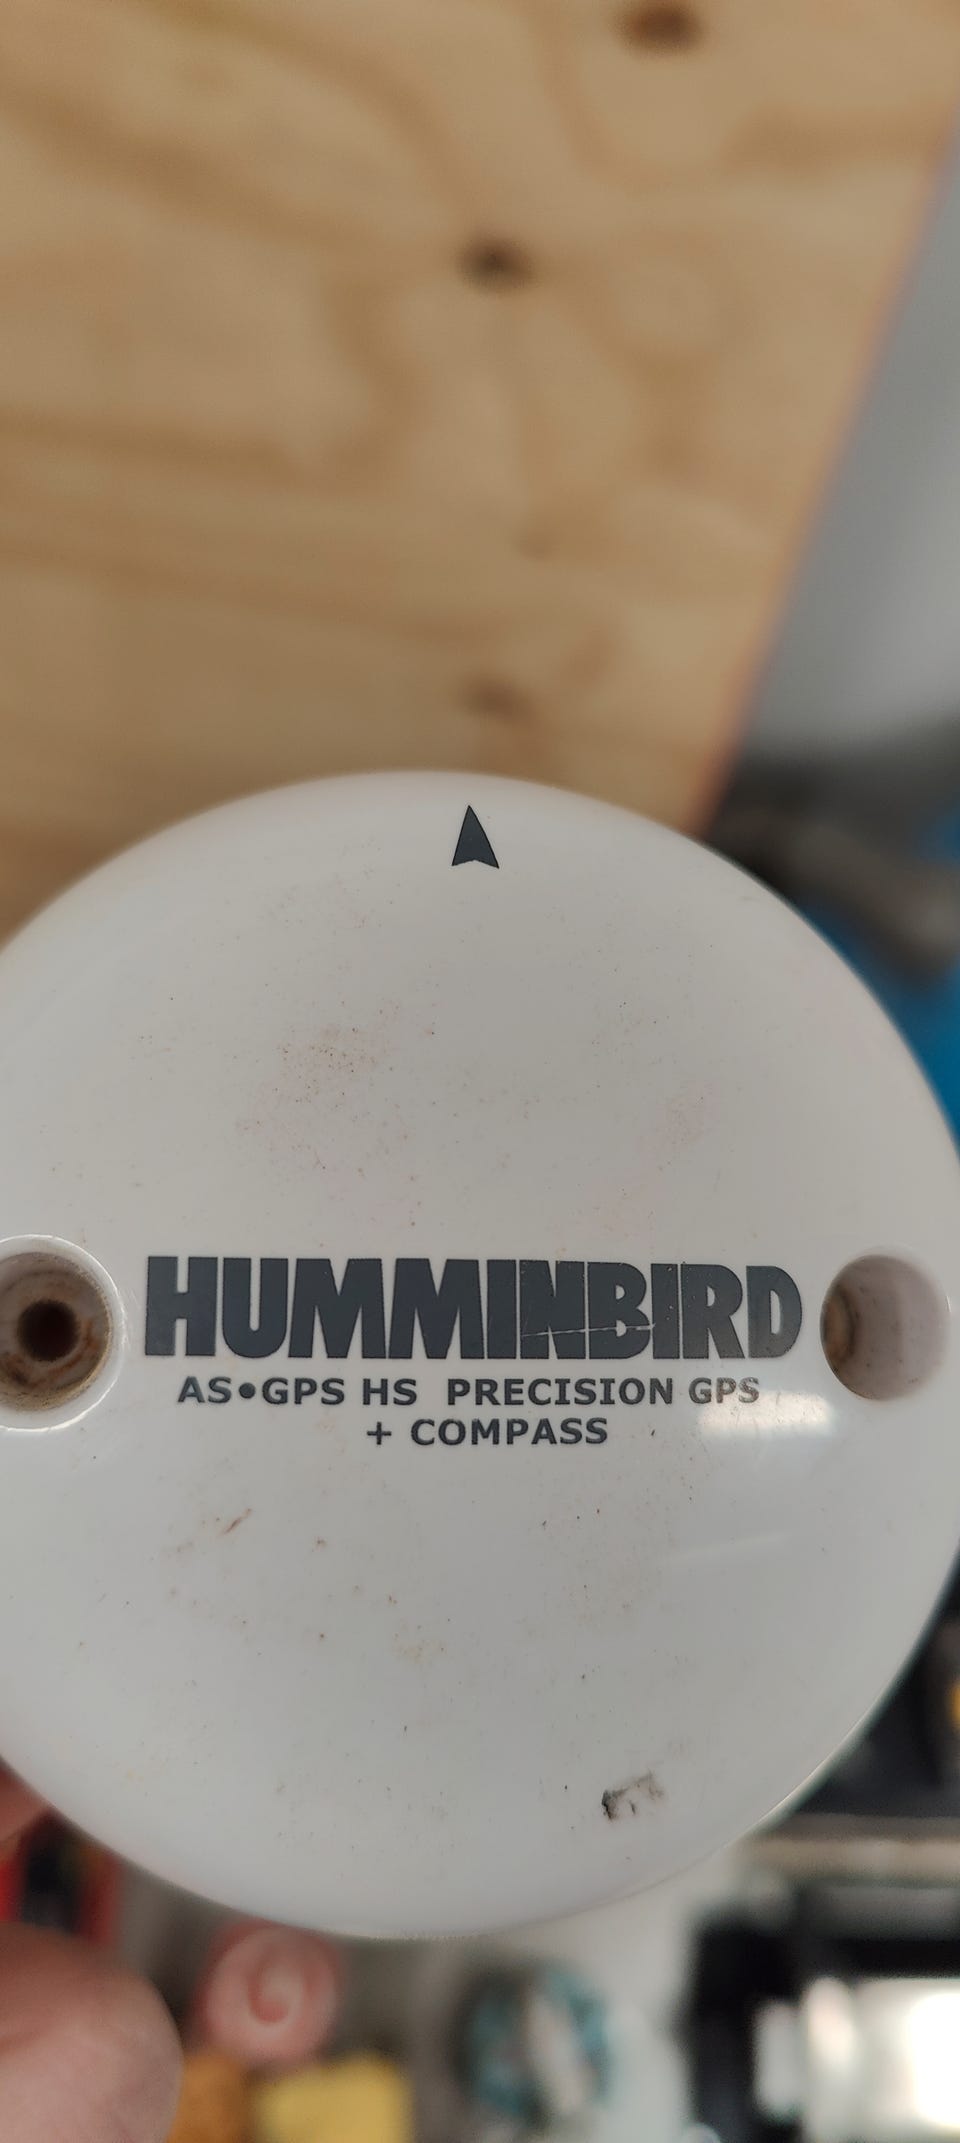 HUMMINBIRD
AS•GPS HS PRECISION GPS
+ COMPASS